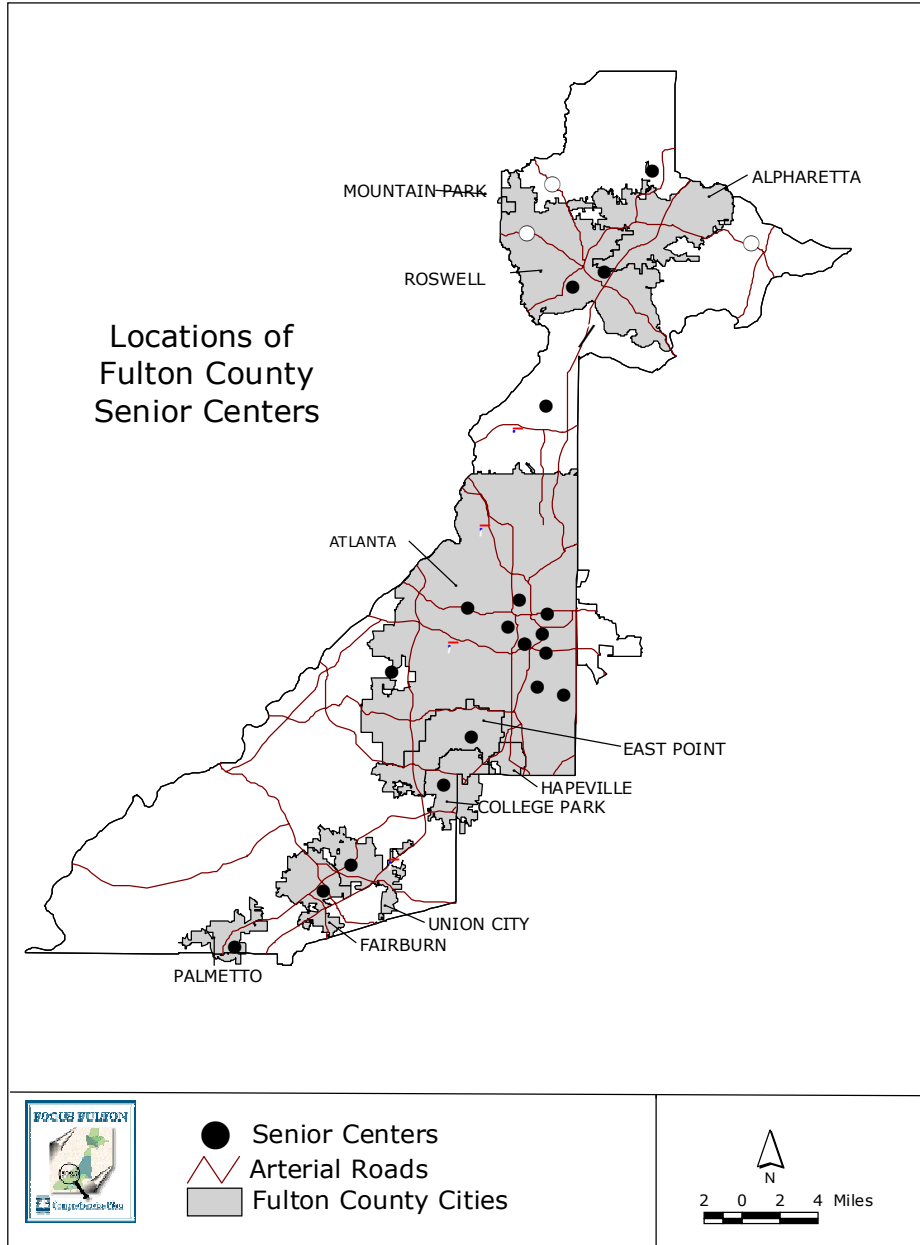 MOUNTAIN PARK
ALPHARETTA
ROSWELL
Locations of
Fulton County
Senior Centers
ATLANTA
EAST POINT
HAPEVILLE
COLLEGE PARK
UNION CITY
FAIRBURN
PALMETTO
FOCUS FULTON
Senior Centers
Arterial Roads
Fulton County Cities
N
2 0 2 4 Miles